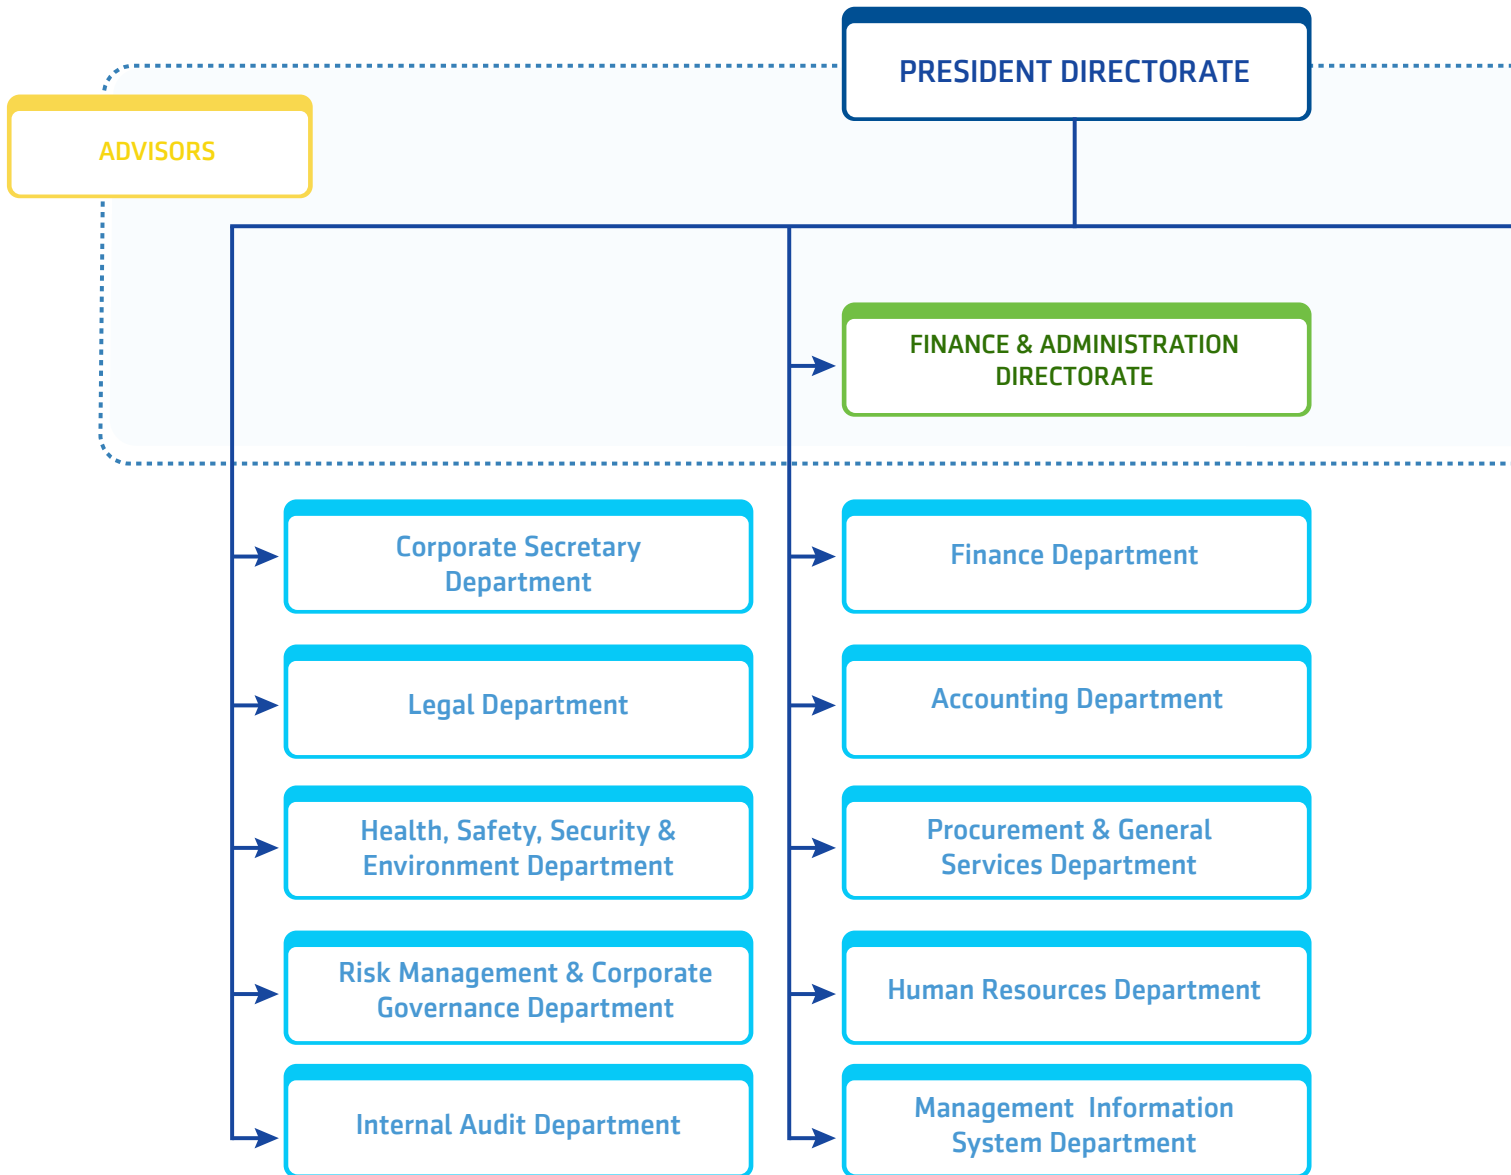 PRESIDENT DIRECTORATE
ADVISORS
FINANCE & ADMINISTRATION
DIRECTORATE
Corporate Secretary
Department
Finance Department
Legal Department
Accounting Department
Health, Safety, Security &
Environment Department
Procurement & General
Services Department
Risk Management & Corporate
Governance Department
Human Resources Department
Internal Audit Department
Management Information
System Department